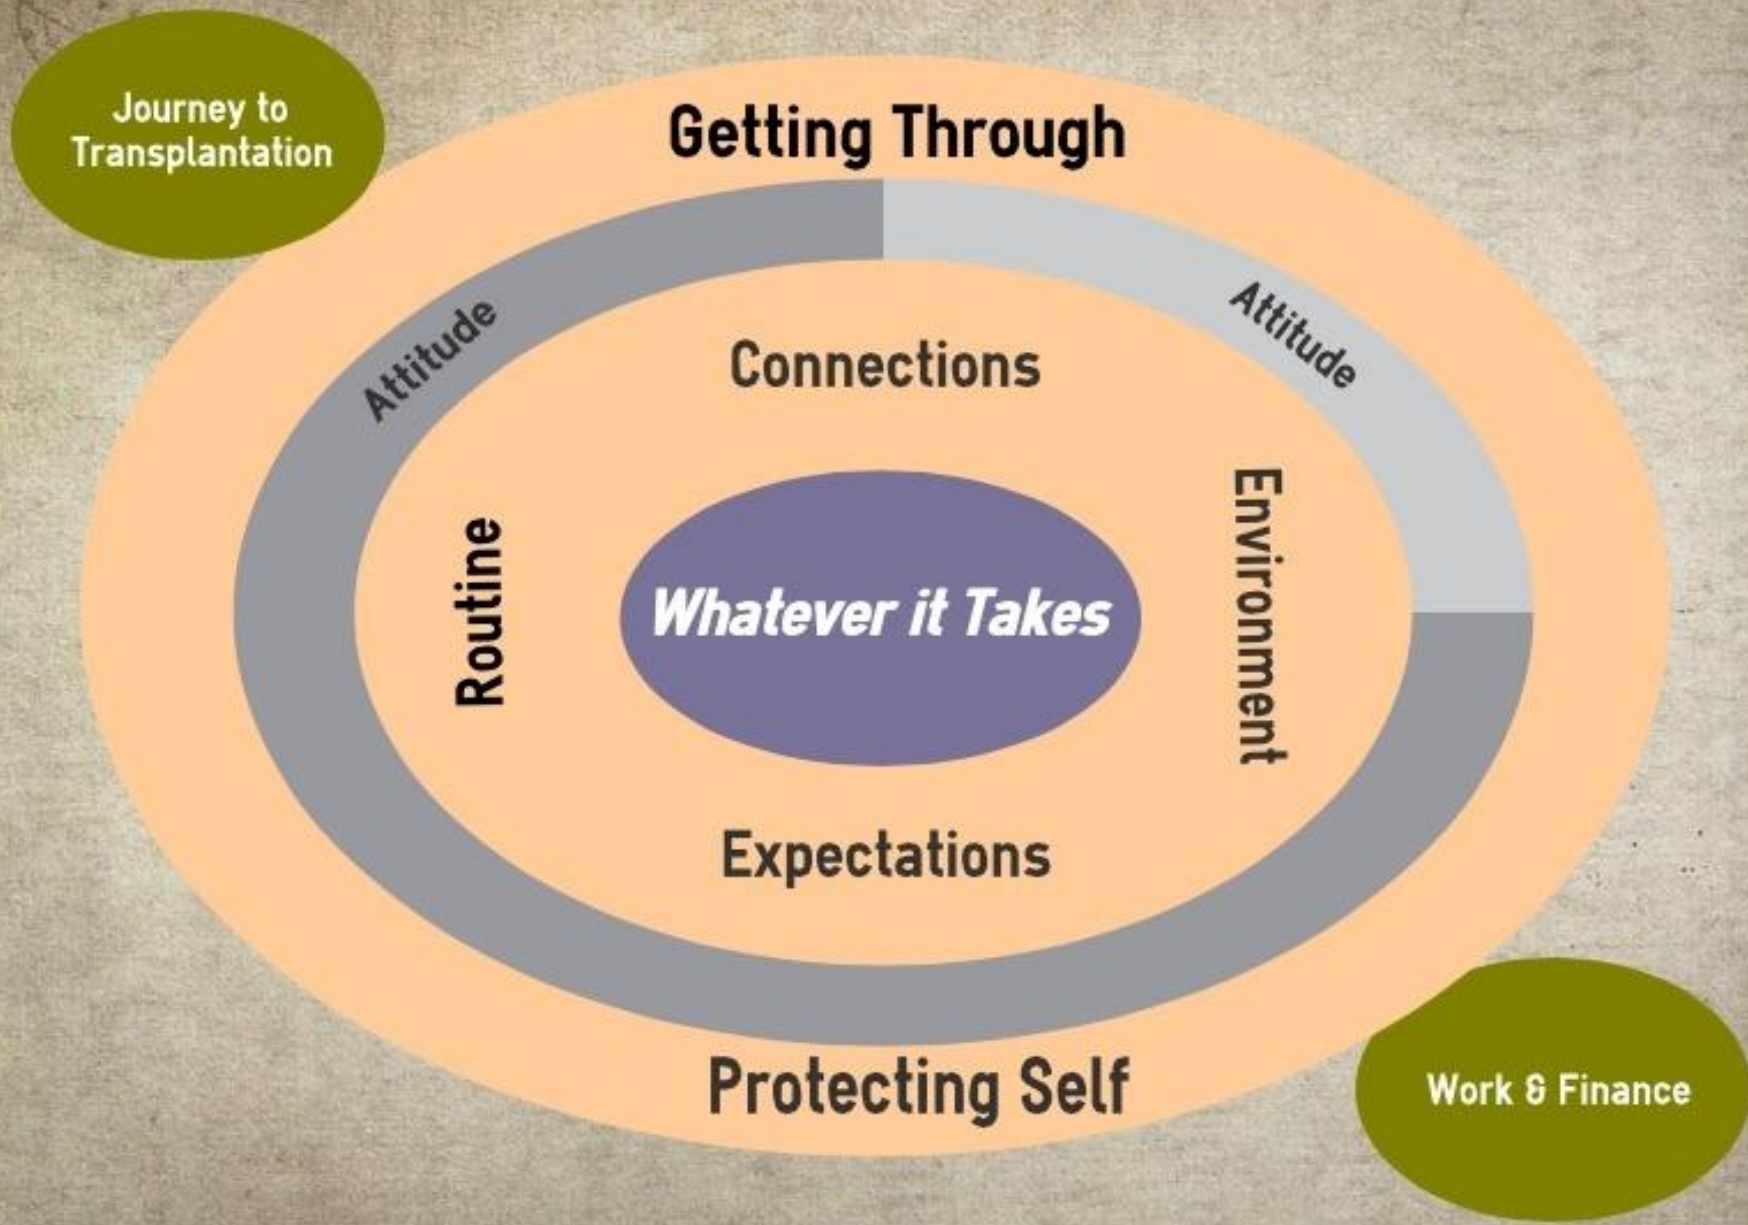 Journey to
Transplantation
Getting Through
Attitude
Attitude
Connections
Routine
Whatever it Takes
Environment
Expectations
Protecting Self
Work & Finance